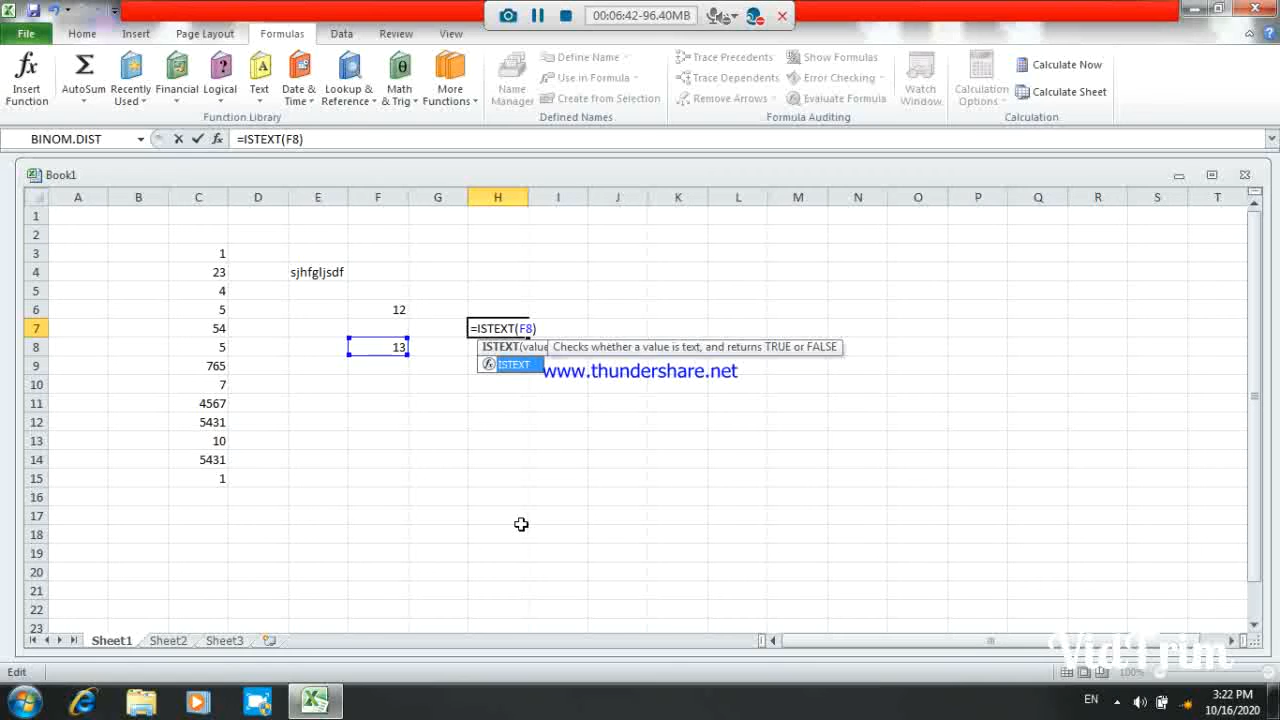 00:06:42-96.40MB
File Home Insert Page Layout Formulas Data Review View
fx Insert Function
Σ AutoSum
Recently Used
Financial
Logical
Text
Date & Time
Lookup & Reference
Math & Trig
More Functions
Function Library
Name Manager
Define Name
Use in Formula
Create from Selection
Defined Names
Trace Precedents
Trace Dependents
Remove Arrows
Show Formulas
Error Checking
Evaluate Formula
Formula Auditing
Watch Window
Calculation Options
Calculate Now
Calculate Sheet
Calculation
BINOM.DIST fx =ISTEXT(F8)
Book1
A B C D E F G H I J K L M N O P Q R S T
1
2
3 1
4 23 sjhfgljsdf
5 4
6 5 12
7 54 =ISTEXT(F8)
8 5 13 ISTEXT(value Checks whether a value is text, and returns TRUE or FALSE
9 765 ISTEXT www.thundershare.net
10 7
11 4567
12 5431
13 10
14 5431
15 1
16
17
18
19
20
21
22
23
Sheet1 Sheet2 Sheet3
VidTrim
Edit 100%
EN 3:22 PM
10/16/2020